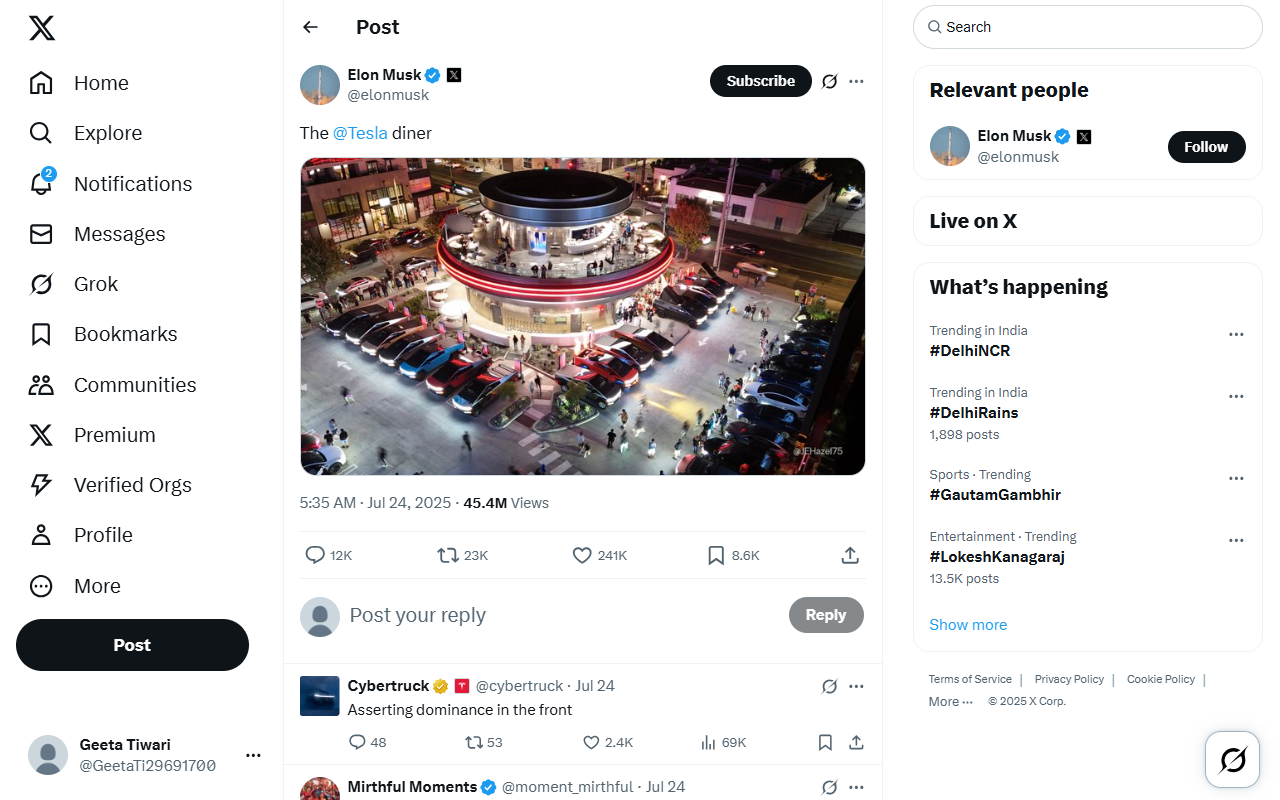 Home
Explore
2
Notifications
Messages
Grok
Bookmarks
Communities
Premium
Verified Orgs
Profile
More
Post
Geeta Tiwari
@GeetaTi29691700
Post
Elon Musk
@elonmusk
Subscribe
The @Tesla diner
@JEHazel75
5:35 AM · Jul 24, 2025 · 45.4M Views
12K 23K 241K 8.6K
Post your reply
Reply
Cybertruck @cybertruck · Jul 24
Asserting dominance in the front
48 53 2.4K 69K
Mirthful Moments @moment_mirthful · Jul 24
Search
Relevant people
Elon Musk
@elonmusk
Follow
Live on X
What’s happening
Trending in India
#DelhiNCR
Trending in India
#DelhiRains
1,898 posts
Sports · Trending
#GautamGambhir
Entertainment · Trending
#LokeshKanagaraj
13.5K posts
Show more
Terms of Service | Privacy Policy | Cookie Policy |
More ··· © 2025 X Corp.